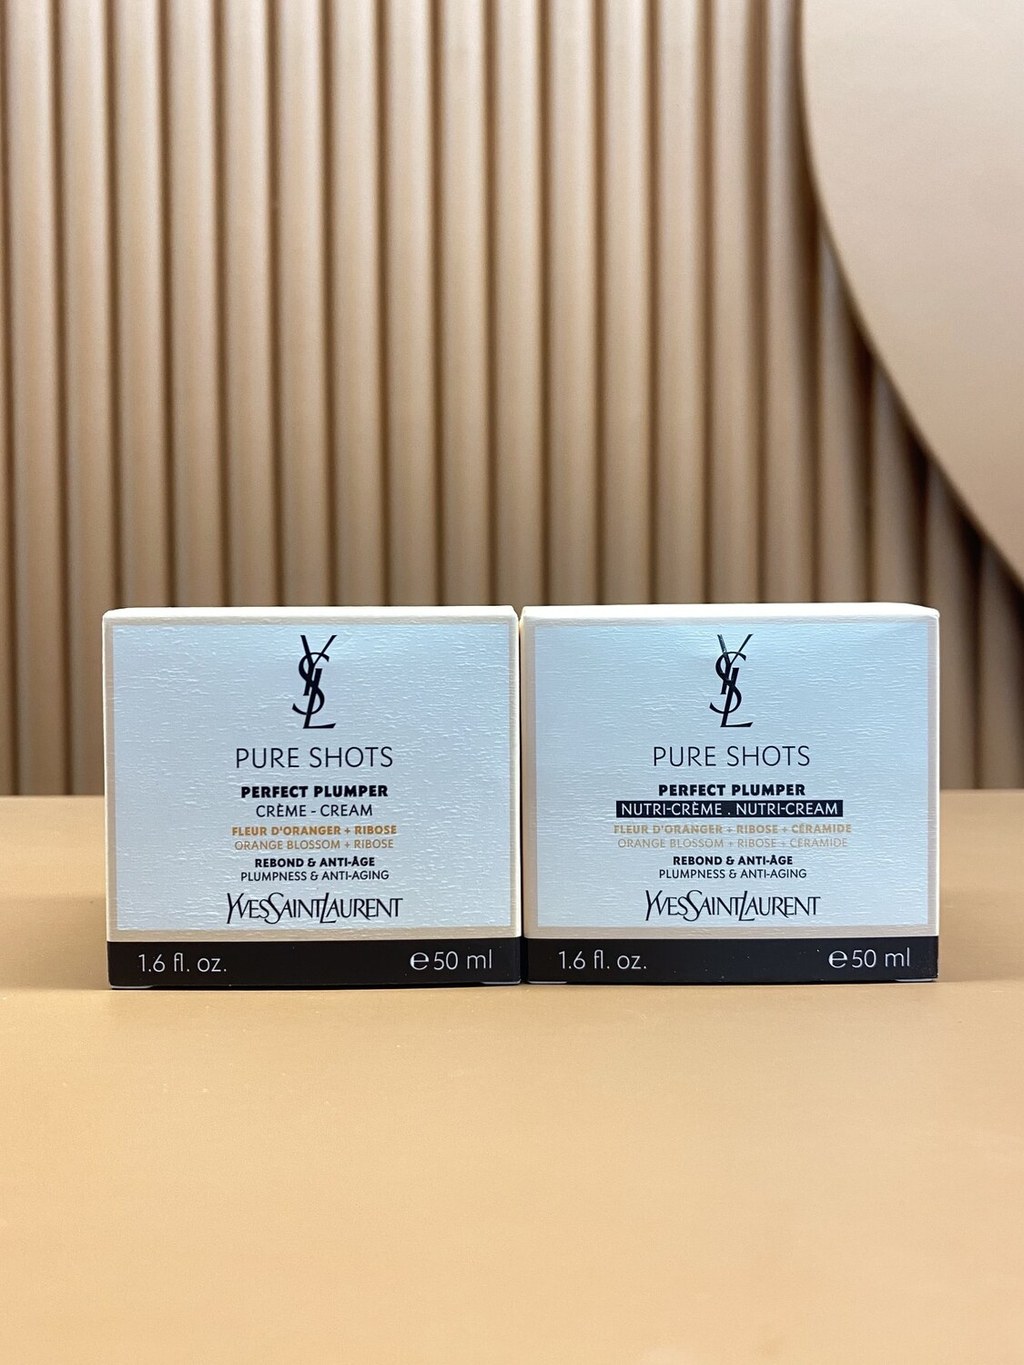 YSL
PURE SHOTS
PERFECT PLUMPER
CRÈME - CREAM
FLEUR D'ORANGER + RIBOSE
ORANGE BLOSSOM + RIBOSE
REBOND & ANTI-ÂGE
PLUMPNESS & ANTI-AGING
YVESSAINTLAURENT
1.6 fl. oz. ℮50 ml
YSL
PURE SHOTS
PERFECT PLUMPER
NUTRI-CRÈME . NUTRI-CREAM
FLEUR D'ORANGER + RIBOSE + CÉRAMIDE
ORANGE BLOSSOM + RIBOSE + CERAMIDE
REBOND & ANTI-ÂGE
PLUMPNESS & ANTI-AGING
YVESSAINTLAURENT
1.6 fl. oz. ℮50 ml